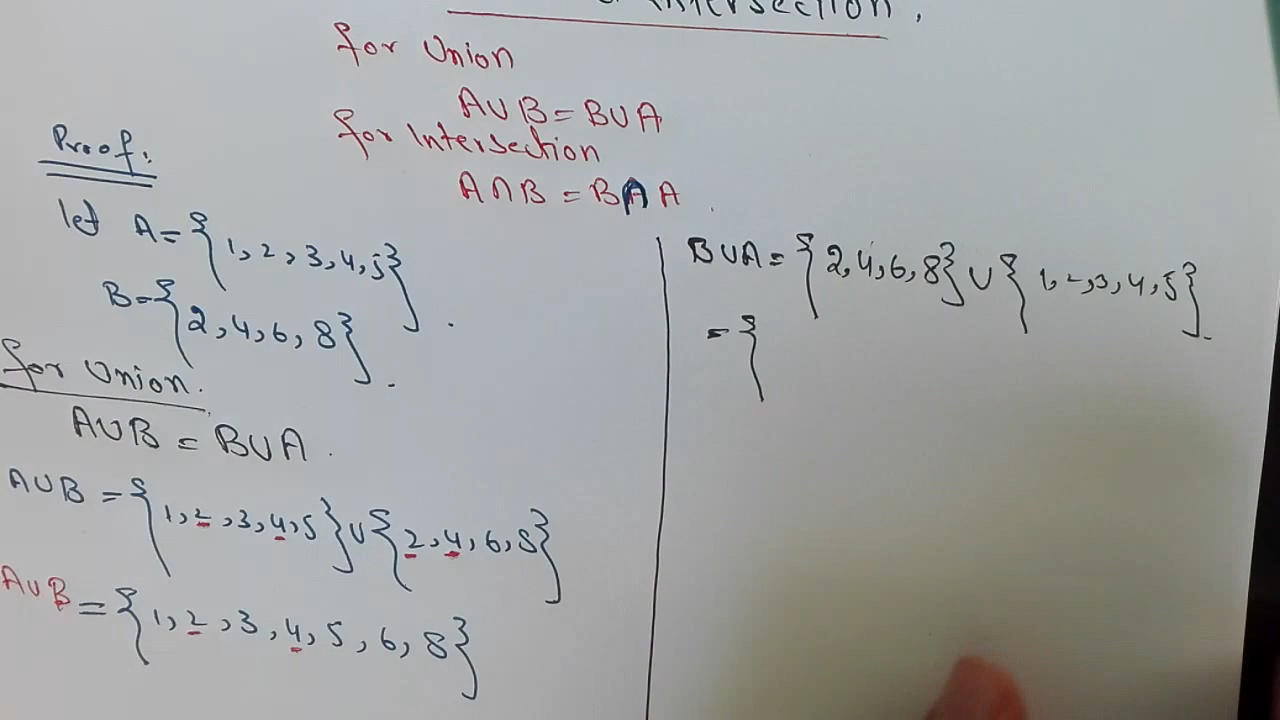 Intersection.
for Union
A∪B = B∪A
for Intersection
A∩B = B∩A
Proof:
let A = {1, 2, 3, 4, 5}.
B = {2, 4, 6, 8}.
for Union.
A∪B = B∪A.
A∪B = {1, 2, 3, 4, 5} ∪ {2, 4, 6, 8}
A∪B = {1, 2, 3, 4, 5, 6, 8}
B∪A = {2, 4, 6, 8} ∪ {1, 2, 3, 4, 5}.
= {